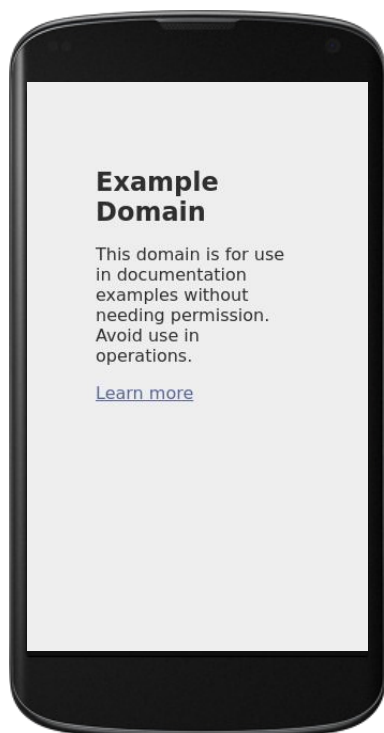 Example
Domain
This domain is for use
in documentation
examples without
needing permission.
Avoid use in
operations.
Learn more